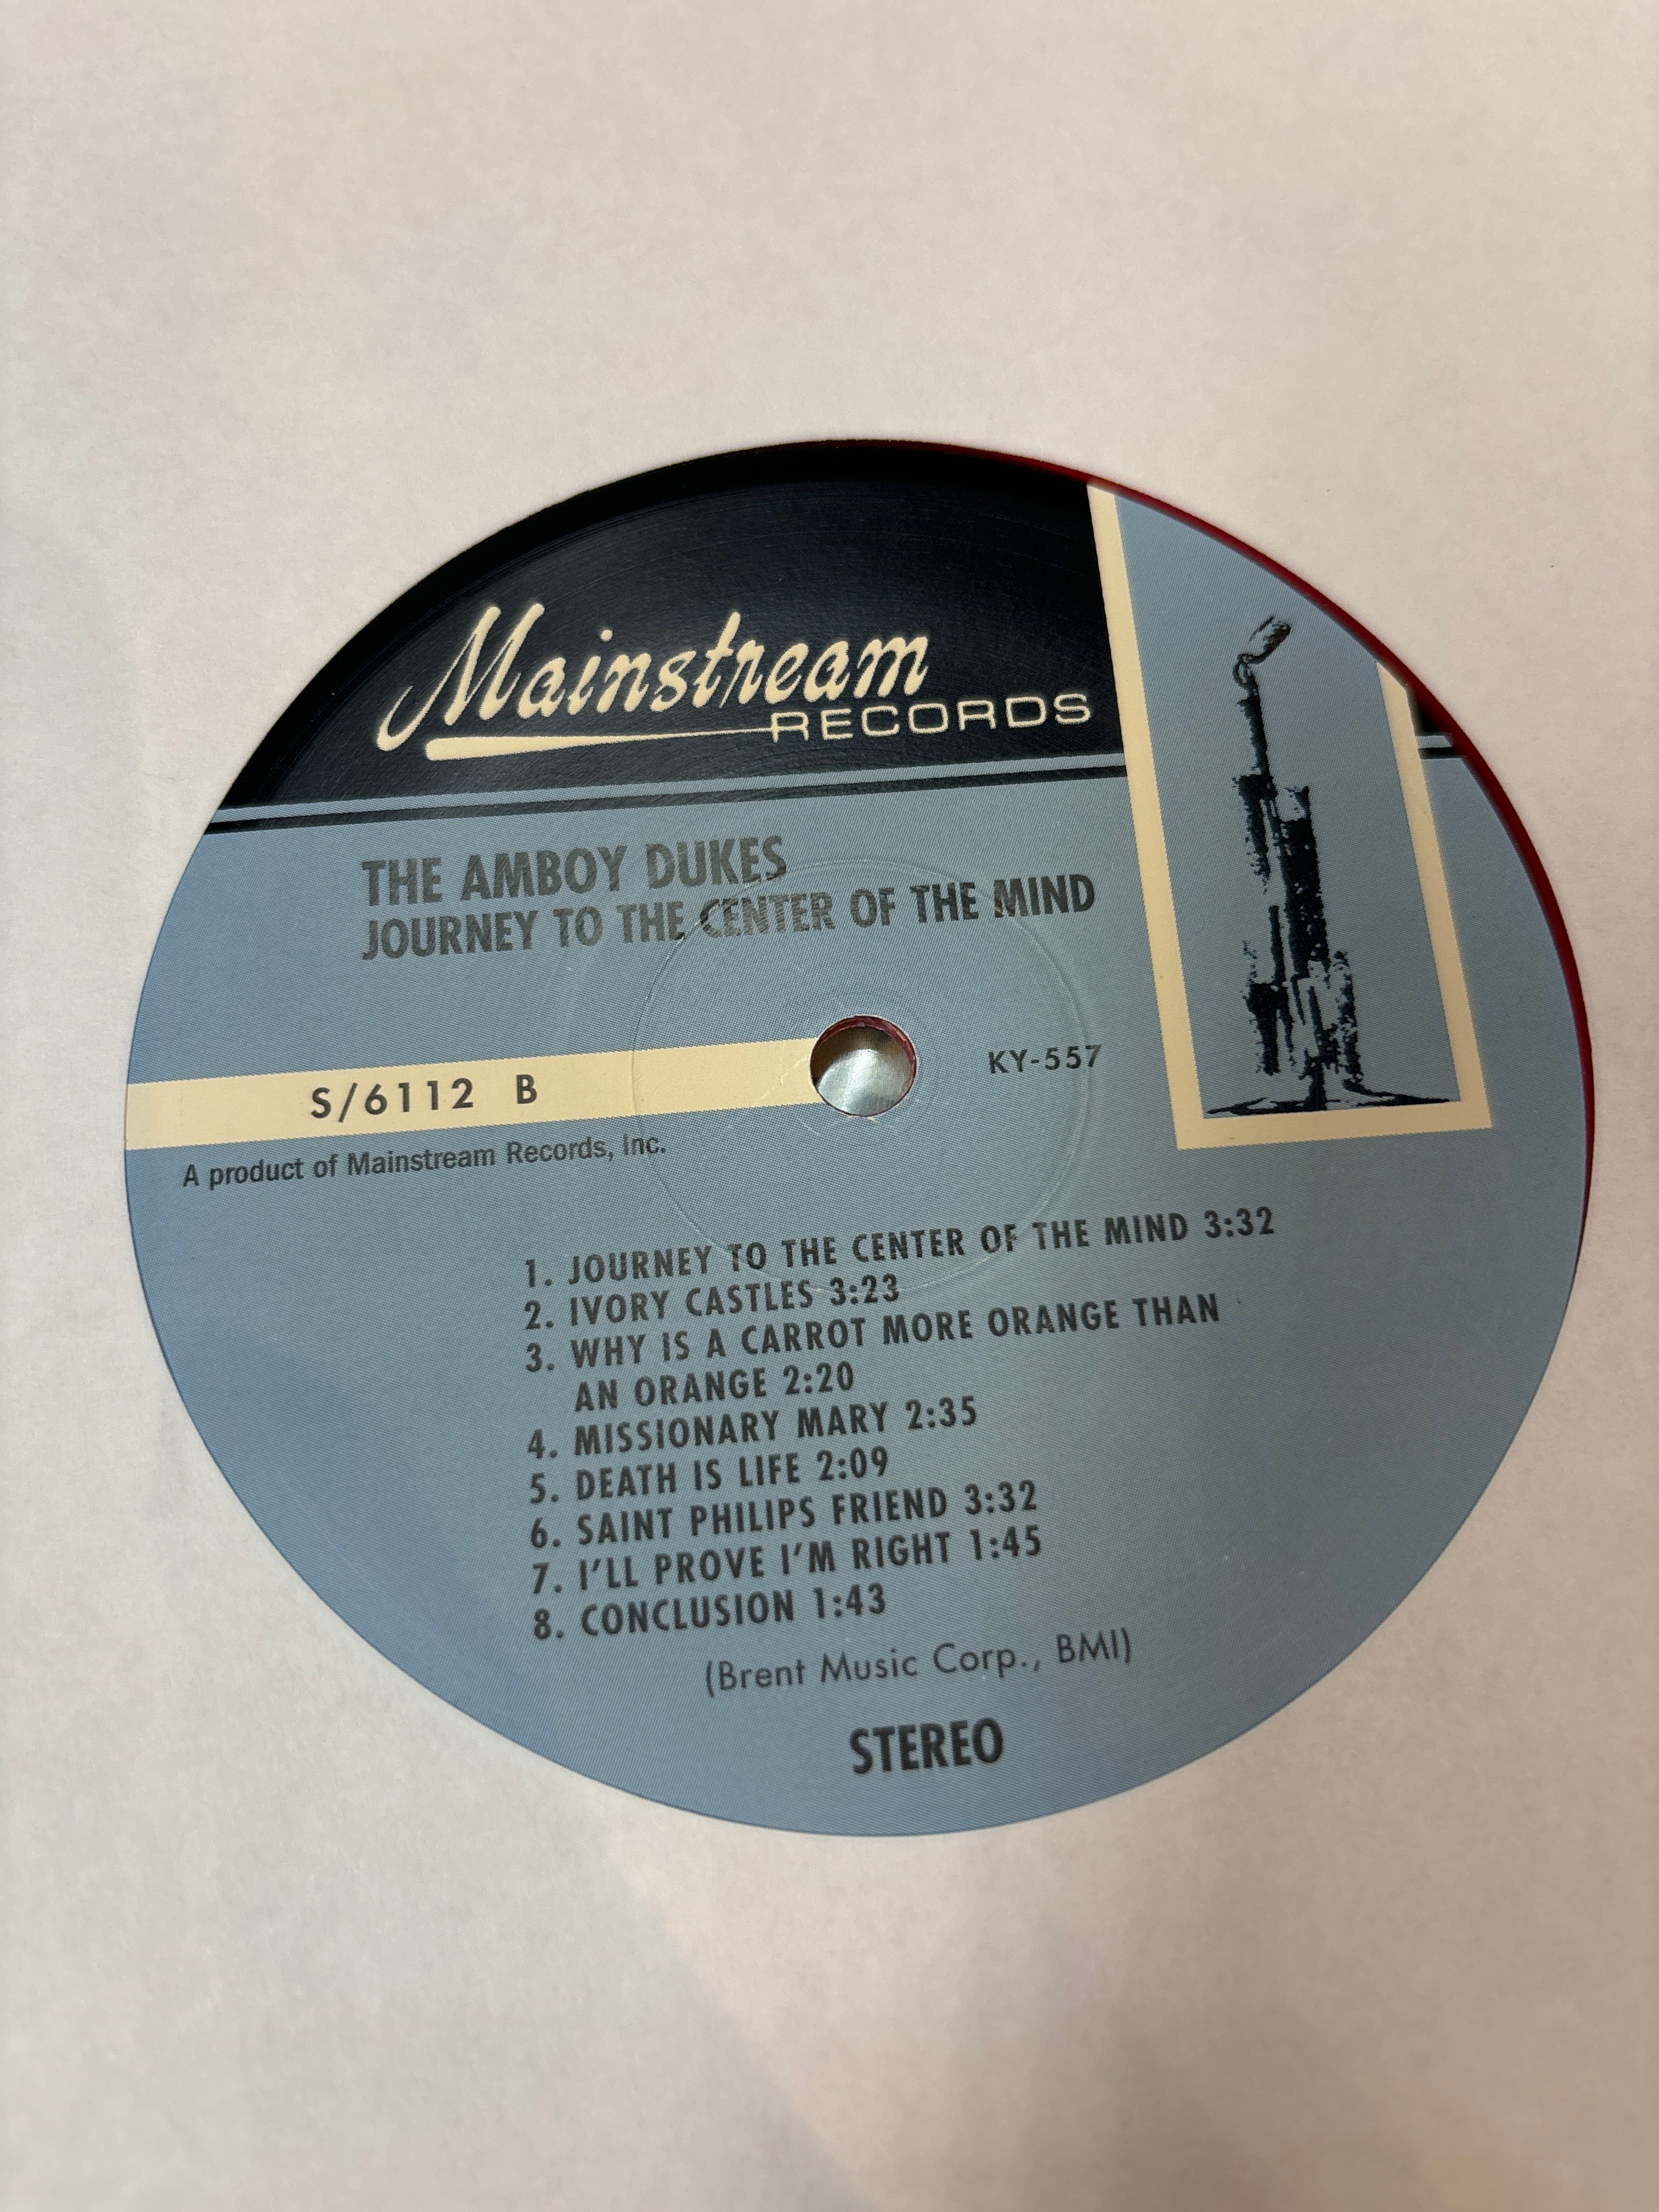 Mainstream
RECORDS
THE AMBOY DUKES
JOURNEY TO THE CENTER OF THE MIND
KY-557
S/6112 B
A product of Mainstream Records, Inc.
1. JOURNEY TO THE CENTER OF THE MIND 3:32
2. IVORY CASTLES 3:23
3. WHY IS A CARROT MORE ORANGE THAN
AN ORANGE 2:20
4. MISSIONARY MARY 2:35
5. DEATH IS LIFE 2:09
6. SAINT PHILIPS FRIEND 3:32
7. I'LL PROVE I'M RIGHT 1:45
8. CONCLUSION 1:43
(Brent Music Corp., BMI)
STEREO